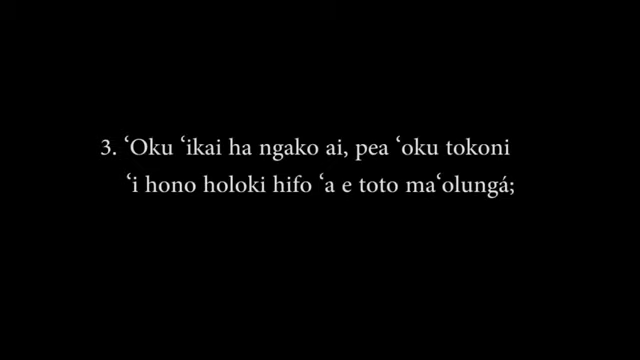 3. ʻOku ʻikai ha ngako ai, pea ʻoku tokoni
ʻi hono holoki hifo ʻa e toto maʻolungá;